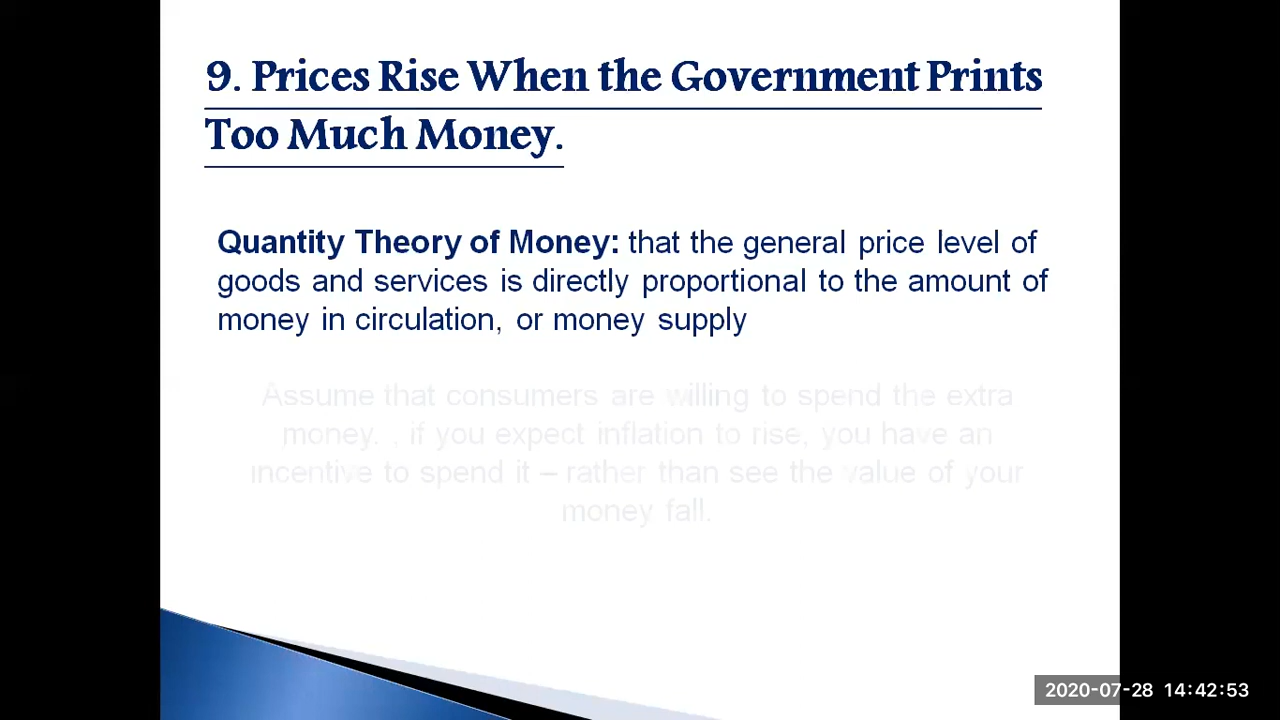 9. Prices Rise When the Government Prints
Too Much Money.
Quantity Theory of Money: that the general price level of
goods and services is directly proportional to the amount of
money in circulation, or money supply
Assume that consumers are willing to spend the extra
money. . if you expect inflation to rise, you have an
incentive to spend it – rather than see the value of your
money fall.
2020-07-28 14:42:53